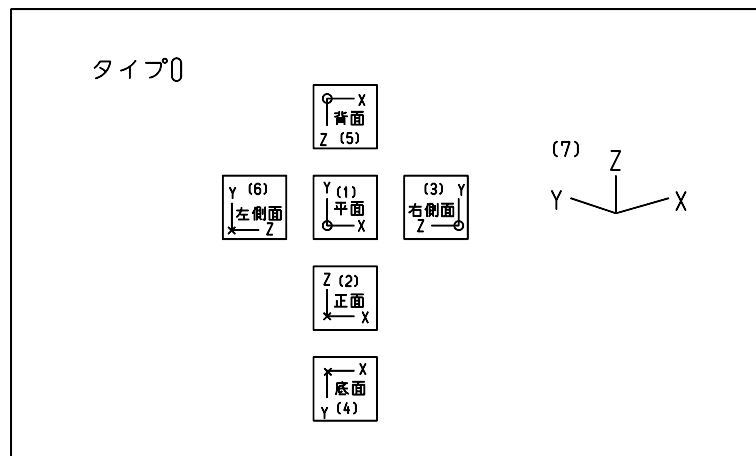 タイプ0
X
背面
Z (5)
Y (6)
左側面
Z
Y (1)
平面
X
(3) Y
右側面
Z
(7)
Z
Y
X
Z (2)
正面
X
X
底面
Y (4)